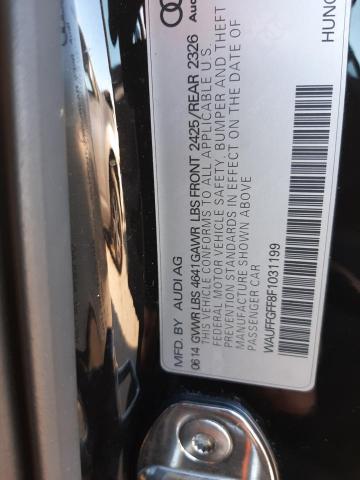 Aud
MFD. BY AUDI AG
0614 GVWR LBS 4641GAWR LBS FRONT 2425/REAR 2326
THIS VEHICLE CONFORMS TO ALL APPLICABLE U.S.
FEDERAL MOTOR VEHICLE SAFETY, BUMPER AND THEFT
PREVENTION STANDARDS IN EFFECT ON THE DATE OF
MANUFACTURE SHOWN ABOVE
PASSENGER CAR
WAUFFGFF8F1031199
HUNG